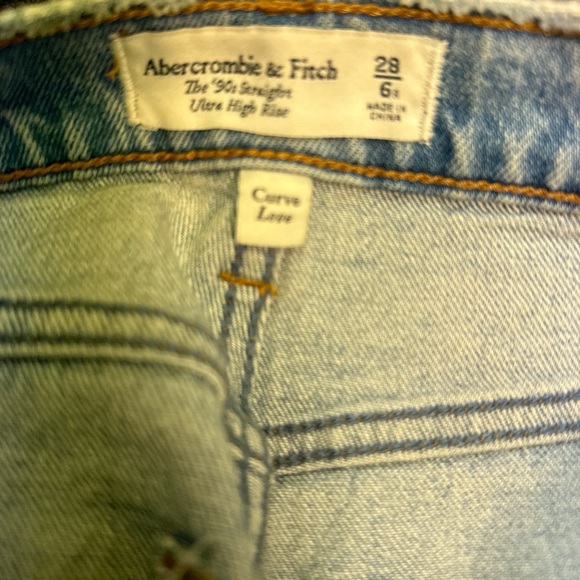 Abercrombie & Fitch
The '90s Straight
Ultra High Rise
28
6s
MADE IN
CHINA
Curve
Love